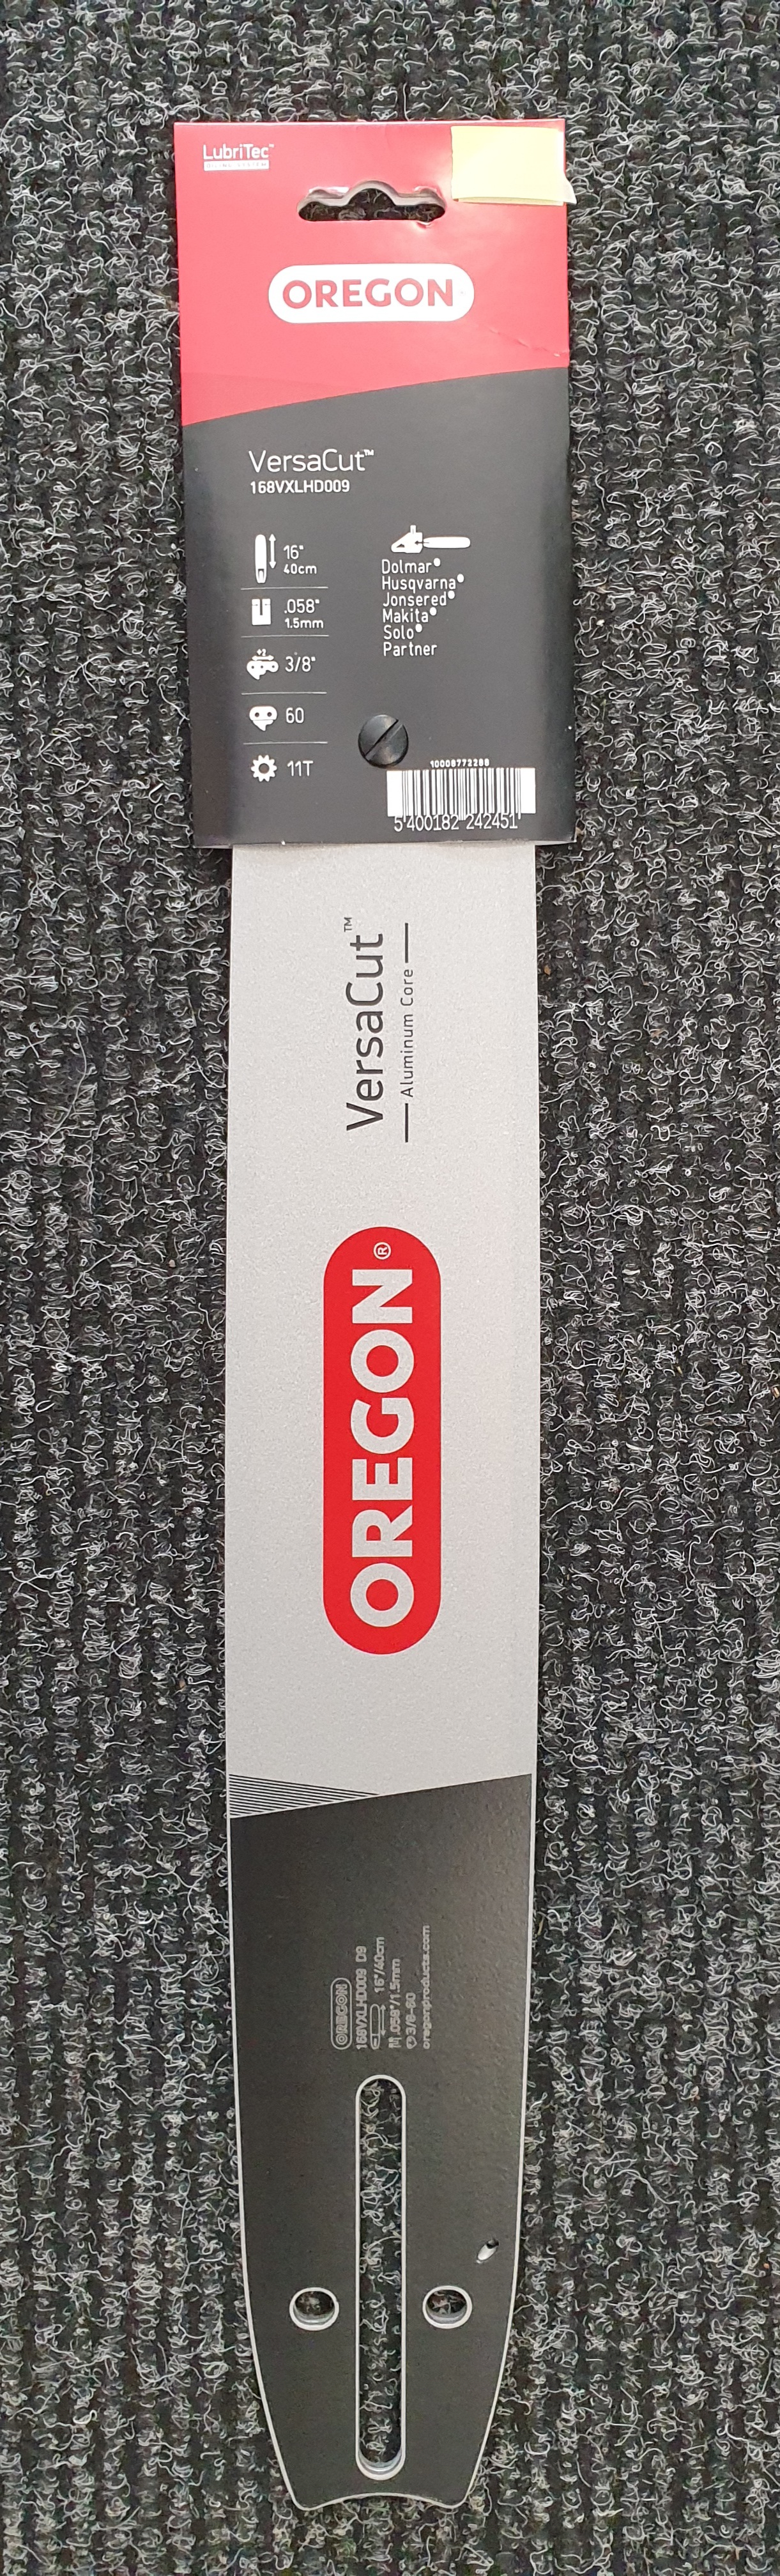 LubriTec™
OREGON
VersaCut™
168VXLHD009
16"
40cm
.058"
1.5mm
+2
3/8"
60
11T
Dolmar®
Husqvarna®
Jonsered®
Makita®
Solo®
Partner
10008772288
5 400182 242451
VersaCut™
Aluminum Core
OREGON®
OREGON
168VXLHD009 D9
16"/40cm
.058"/1.5mm
3/8-60
oregonproducts.com